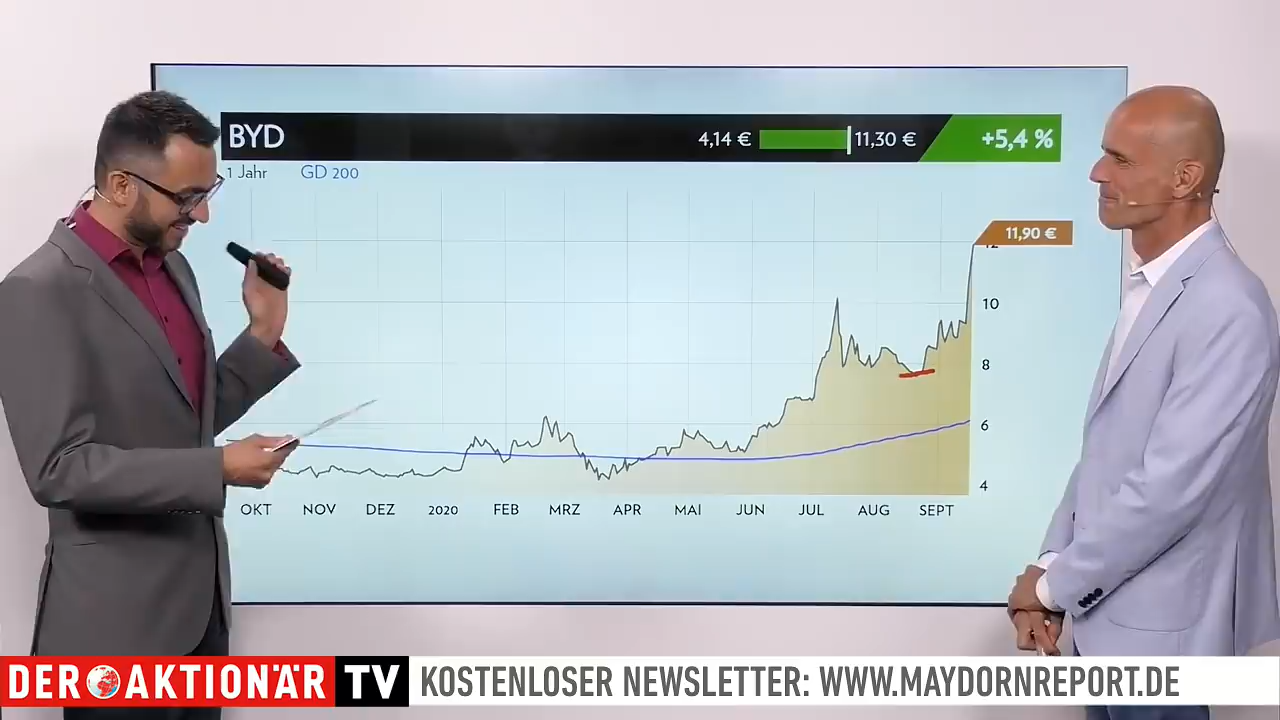 BYD 4,14 € 11,30 € +5,4 %
1 Jahr GD 200
11,90 €
12
10
8
6
4
OKT NOV DEZ 2020 FEB MRZ APR MAI JUN JUL AUG SEPT
DER AKTIONÄR TV KOSTENLOSER NEWSLETTER: WWW.MAYDORNREPORT.DE